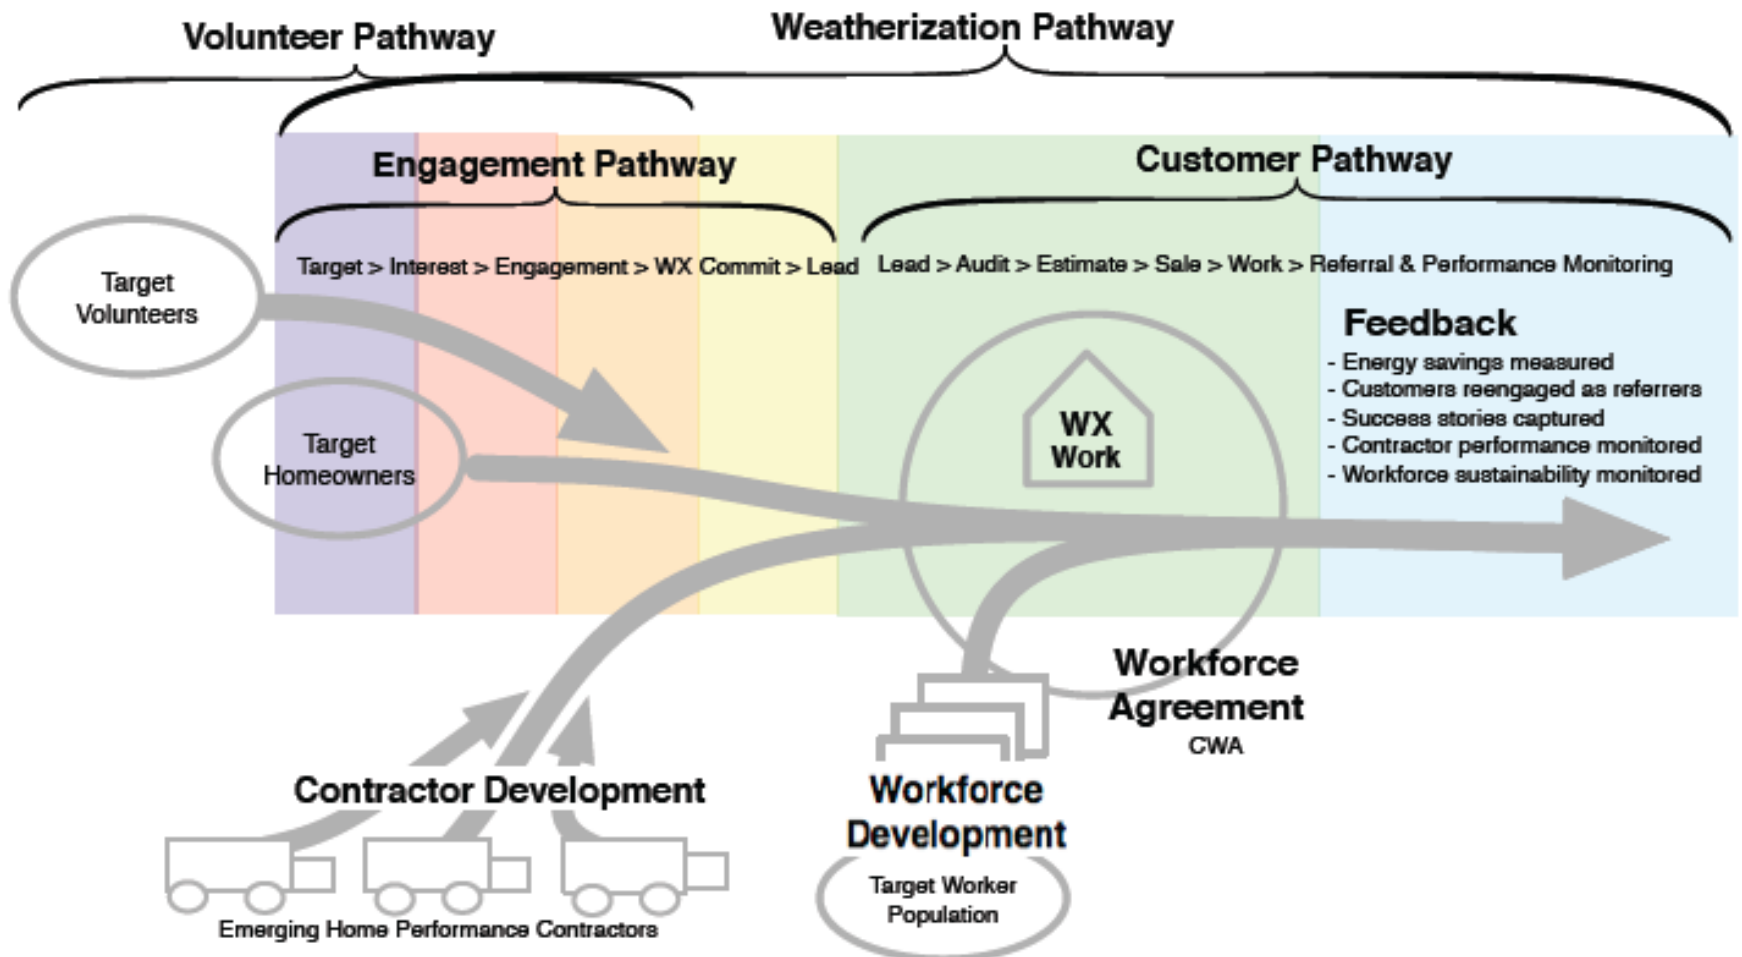 Volunteer Pathway
Weatherization Pathway
Engagement Pathway
Customer Pathway
Target > Interest > Engagement > WX Commit > Lead
Lead > Audit > Estimate > Sale > Work > Referral & Performance Monitoring
Target
Volunteers
Feedback
- Energy savings measured
- Customers reengaged as referrers
- Success stories captured
- Contractor performance monitored
- Workforce sustainability monitored
WX
Work
Target
Homeowners
Workforce
Agreement
CWA
Contractor Development
Workforce
Development
Target Worker
Population
Emerging Home Performance Contractors